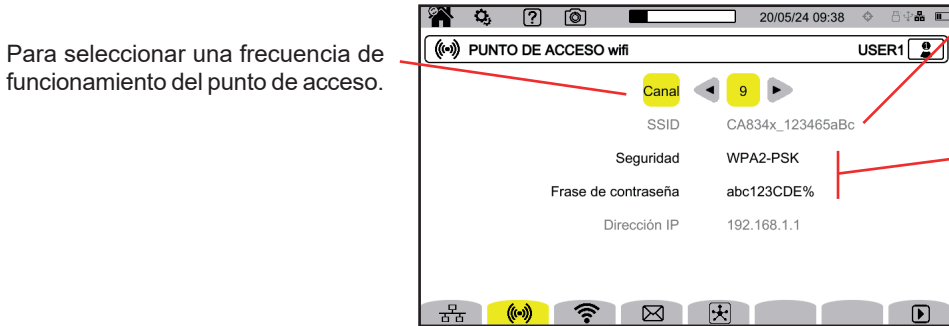 Para seleccionar una frecuencia de
funcionamiento del punto de acceso.
20/05/24 09:38
PUNTO DE ACCESO wifi USER1
Canal 9
SSID CA834x_123465aBc
Seguridad WPA2-PSK
Frase de contraseña abc123CDE%
Dirección IP 192.168.1.1